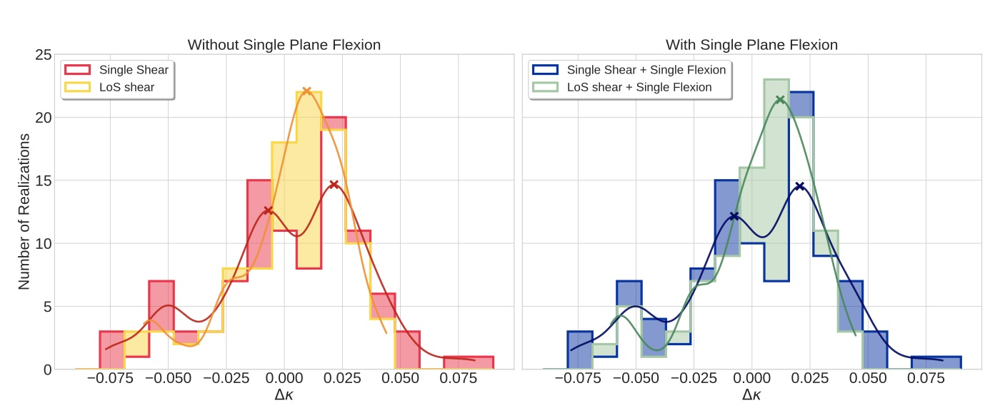 Without Single Plane Flexion
With Single Plane Flexion
Single Shear
LoS shear
Single Shear + Single Flexion
LoS shear + Single Flexion
Number of Realizations
25
20
15
10
5
0
−0.075 −0.050 −0.025 0.000 0.025 0.050 0.075
−0.075 −0.050 −0.025 0.000 0.025 0.050 0.075
Δκ
Δκ